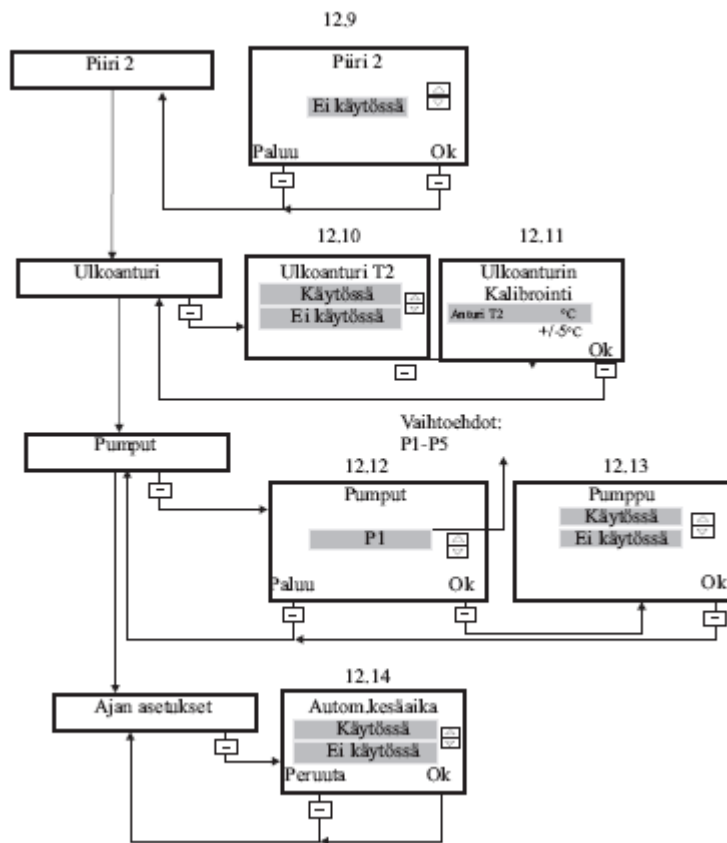 12.9
Piiri 2
Piiri 2
Ei käytössä
Paluu Ok
12.10 12.11
Ulkoanturi
Ulkoanturi T2
Käytössä
Ei käytössä
Ulkoanturin
Kalibrointi
Anturi T2 °C
+/-5°C
Ok
Vaihtoehdot:
P1-P5
Pumput
12.12 12.13
Pumput
P1
Paluu Ok
Pumppu
Käytössä
Ei käytössä
Ok
12.14
Ajan asetukset
Autom.kesäaika
Käytössä
Ei käytössä
Peruuta Ok